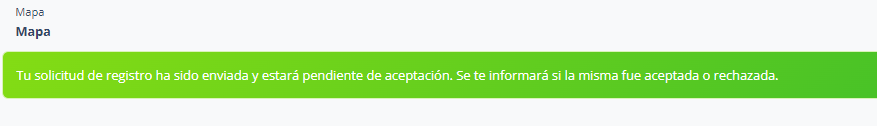 Mapa
Mapa
Tu solicitud de registro ha sido enviada y estará pendiente de aceptación. Se te informará si la misma fue aceptada o rechazada.